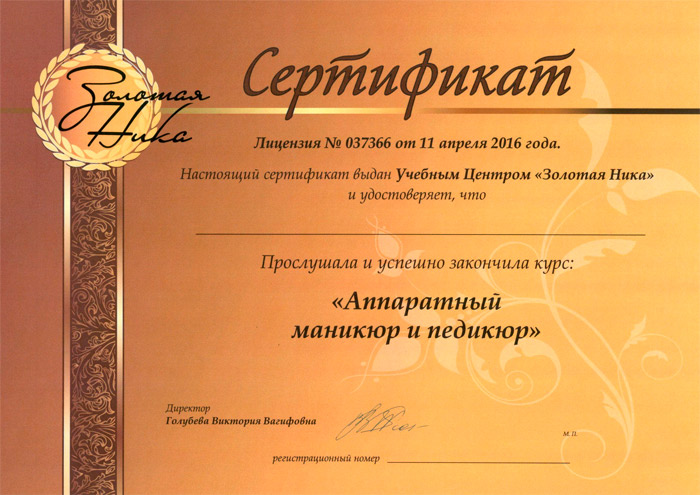 Золотая
Ника
Сертификат
Лицензия № 037366 от 11 апреля 2016 года.
Настоящий сертификат выдан Учебным Центром «Золотая Ника»
и удостоверяет, что
Прослушала и успешно закончила курс:
«Аппаратный
маникюр и педикюр»
Директор
Голубева Виктория Вагифовна
М. П.
регистрационный номер